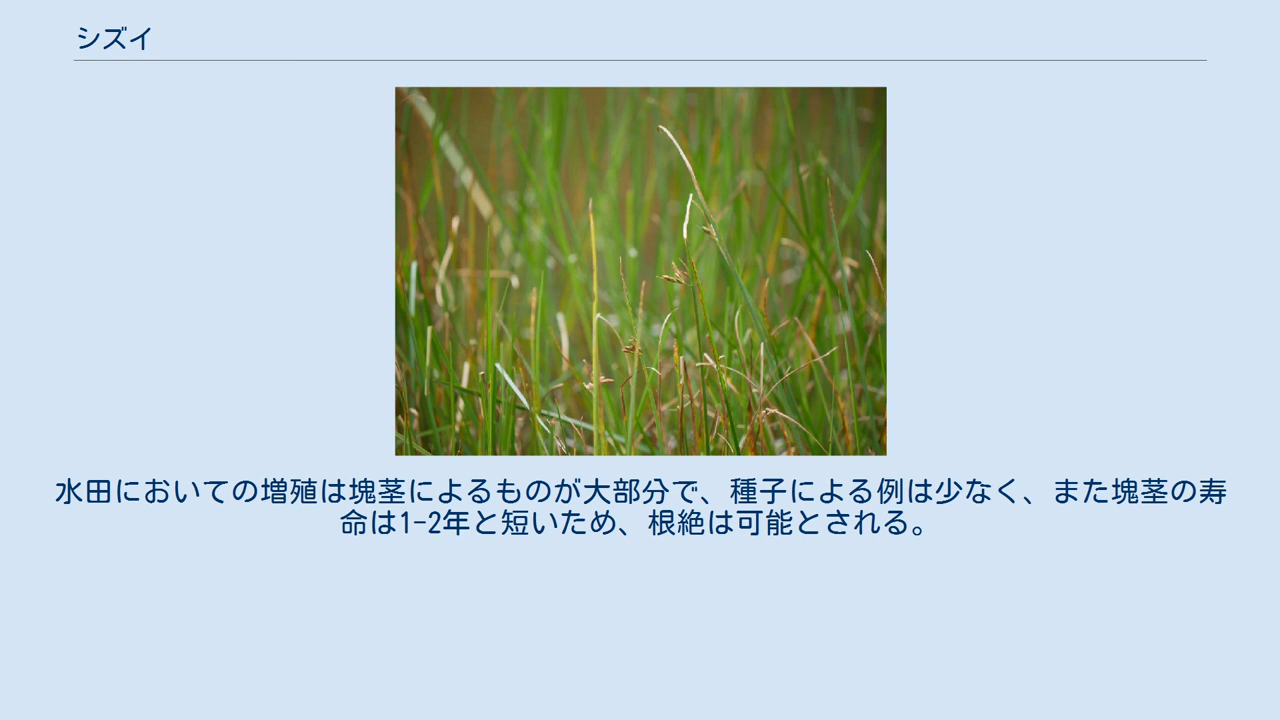 シズイ
水田においての増殖は塊茎によるものが大部分で、種子による例は少なく、また塊茎の寿
命は1-2年と短いため、根絶は可能とされる。